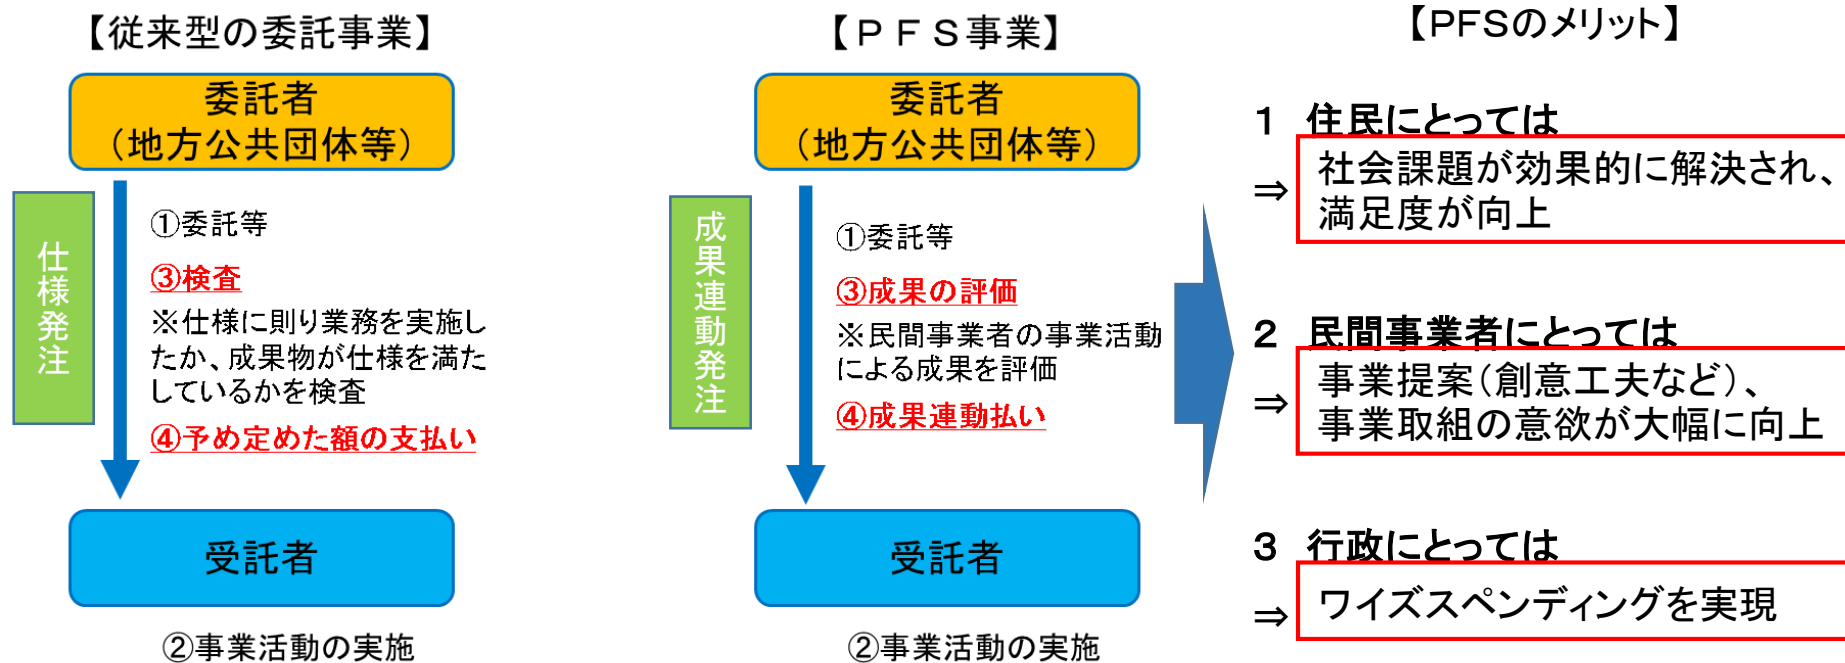 【従来型の委託事業】
委託者
（地方公共団体等）
仕様発注
①委託等
③検査
※仕様に則り業務を実施し
たか、成果物が仕様を満た
しているかを検査
④予め定めた額の支払い
受託者
②事業活動の実施
【ＰＦＳ事業】
委託者
（地方公共団体等）
成果連動発注
①委託等
③成果の評価
※民間事業者の事業活動
による成果を評価
④成果連動払い
受託者
②事業活動の実施
【PFSのメリット】
１　住民にとっては
⇒ 社会課題が効果的に解決され、
満足度が向上
２　民間事業者にとっては
⇒ 事業提案（創意工夫など）、
事業取組の意欲が大幅に向上
３　行政にとっては
⇒ ワイズスペンディングを実現